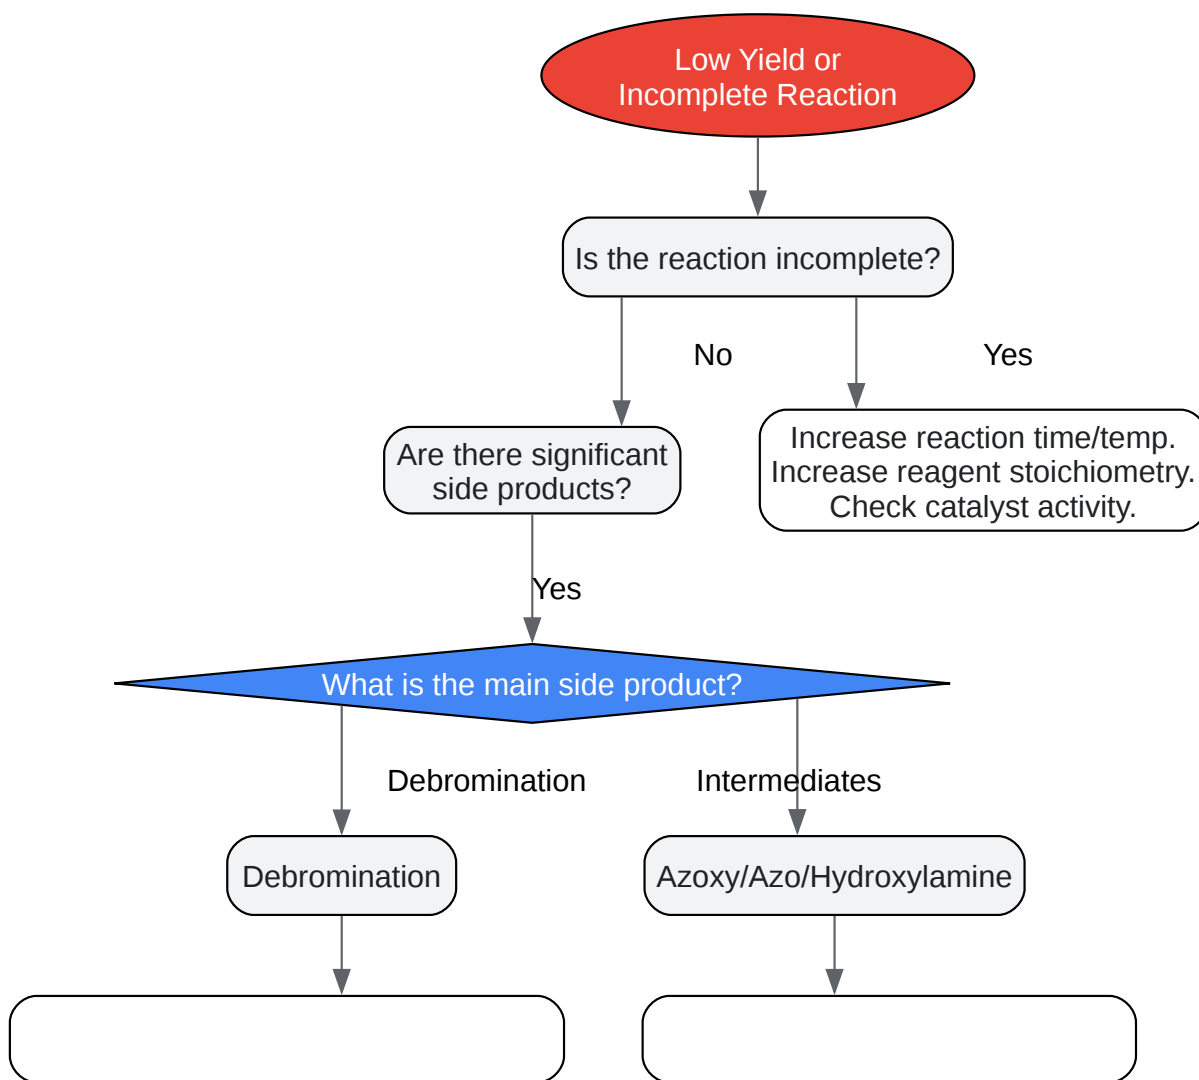 Low Yield or
Incomplete Reaction
Is the reaction incomplete?
No
Yes
Increase reaction time/temp.
Increase reagent stoichiometry.
Check catalyst activity.
Are there significant
side products?
Yes
What is the main side product?
Debromination
Intermediates
Debromination
Azoxy/Azo/Hydroxylamine